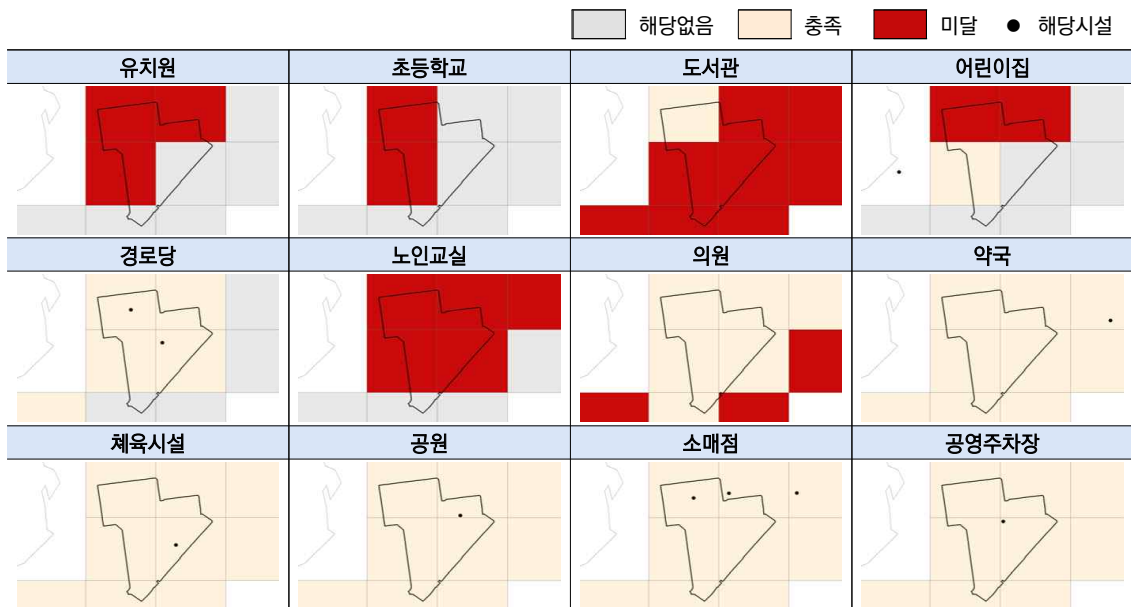 해당없음 충족 미달 해당시설
유치원 초등학교 도서관 어린이집
경로당 노인교실 의원 약국
체육시설 공원 소매점 공영주차장